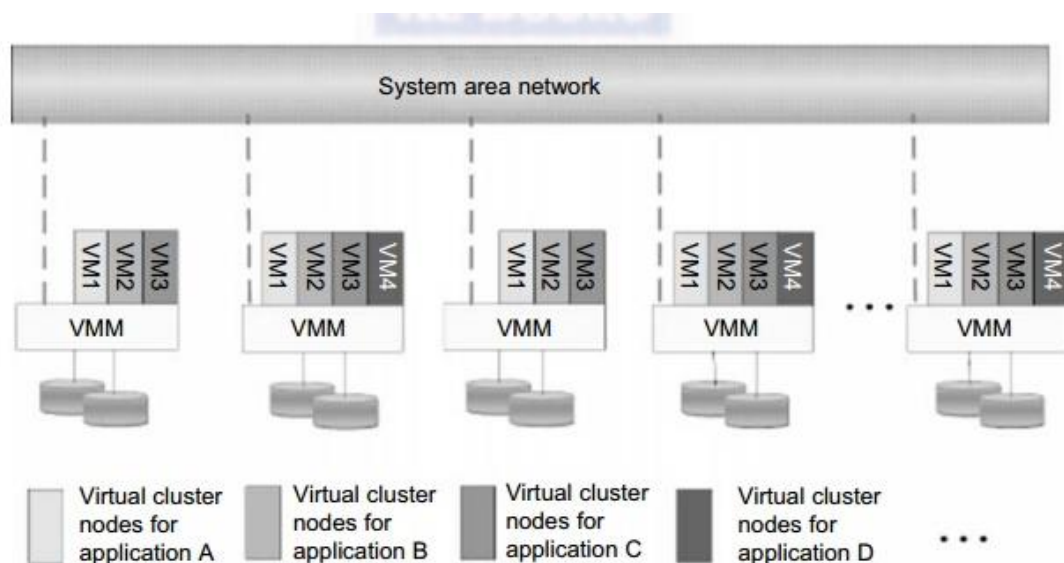 System area network
VM1 VM2 VM3
VM1 VM2 VM3 VM4
VM1 VM2 VM3
VM1 VM2 VM3 VM4
VM1 VM2 VM3 VM4
VMM
VMM
VMM
VMM
VMM
Virtual cluster
nodes for
application A
Virtual cluster
nodes for
application B
Virtual cluster
nodes for
application C
Virtual cluster
nodes for
application D